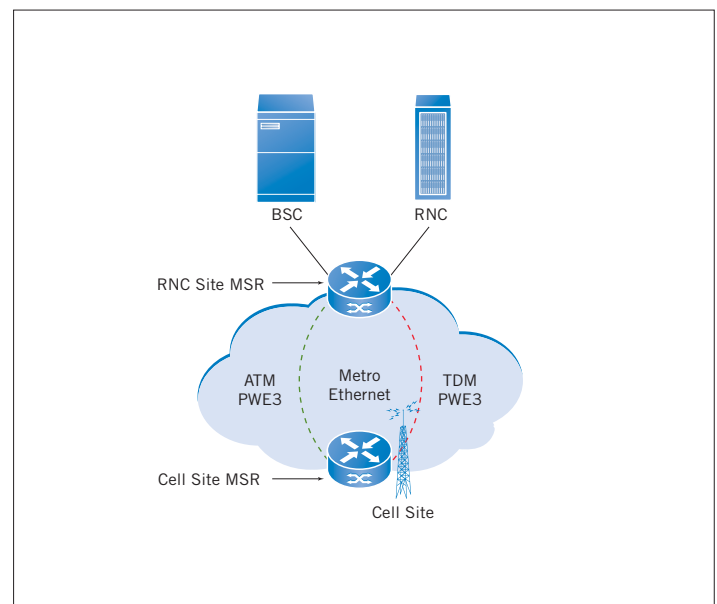 BSC
RNC
RNC Site MSR
ATM
PWE3
Metro
Ethernet
TDM
PWE3
Cell Site MSR
Cell Site